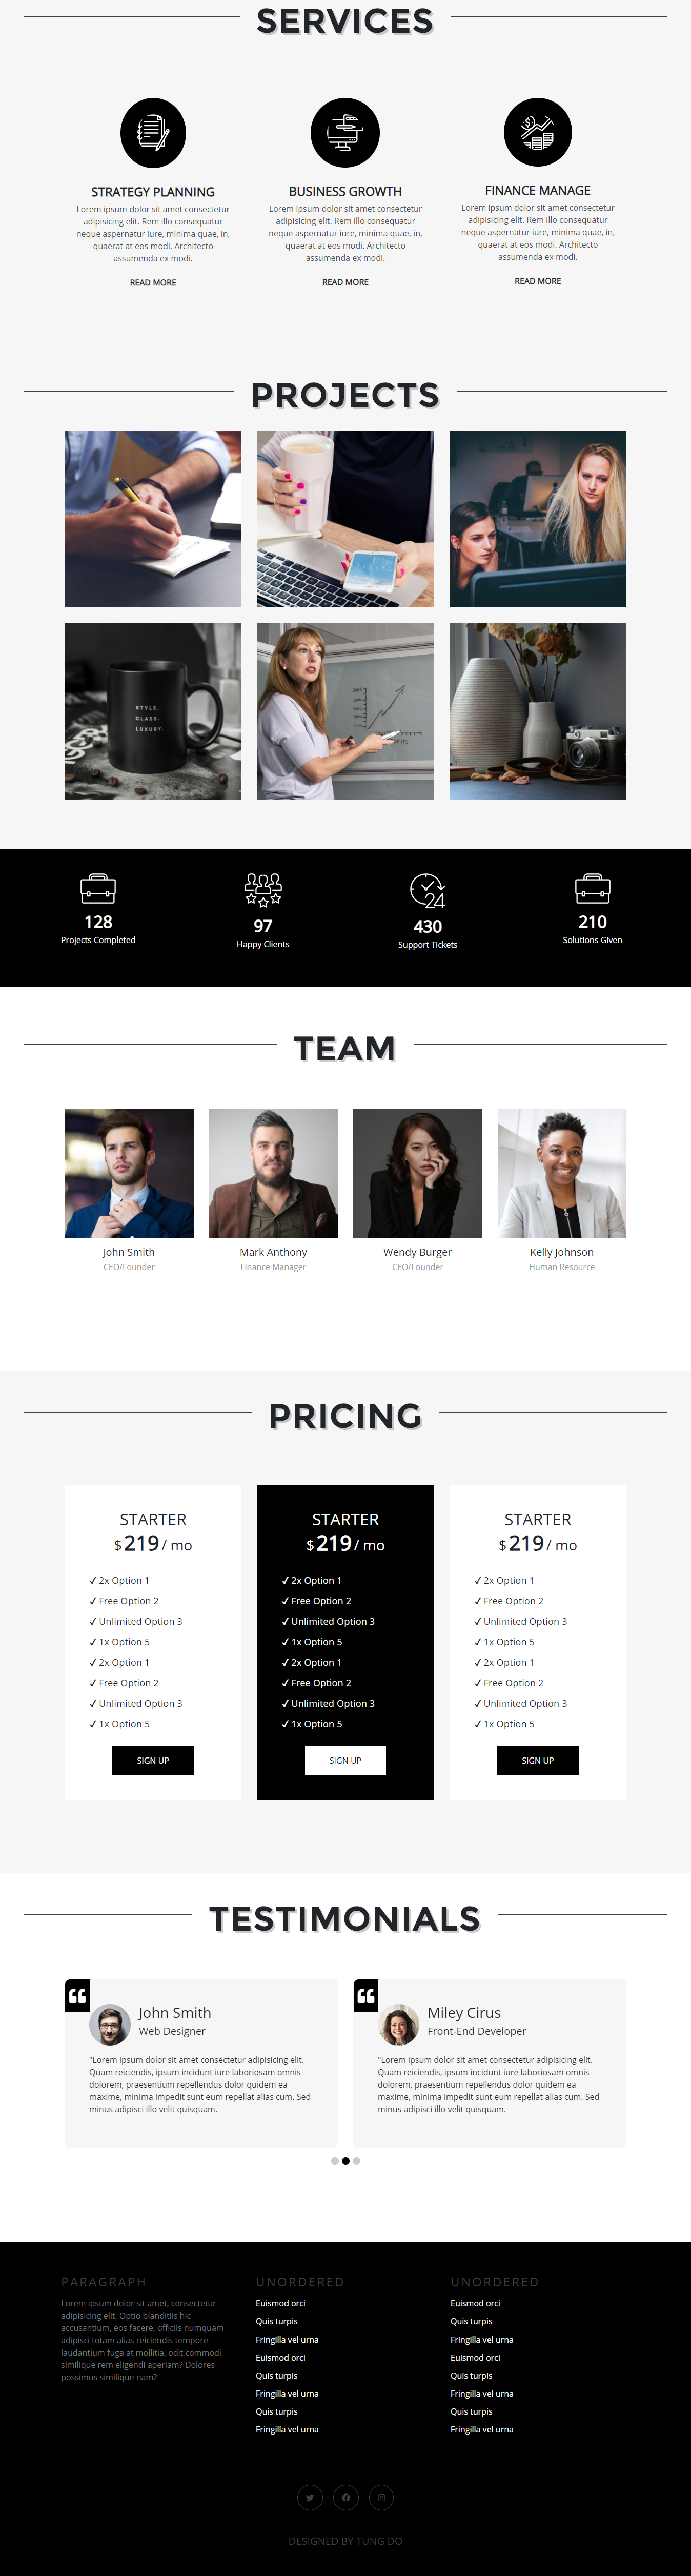 SERVICES
STRATEGY PLANNING
Lorem ipsum dolor sit amet consectetur
adipisicing elit. Rem illo consequatur
neque aspernatur iure, minima quae, in,
quaerat at eos modi. Architecto
assumenda ex modi.
READ MORE
BUSINESS GROWTH
Lorem ipsum dolor sit amet consectetur
adipisicing elit. Rem illo consequatur
neque aspernatur iure, minima quae, in,
quaerat at eos modi. Architecto
assumenda ex modi.
READ MORE
FINANCE MANAGE
Lorem ipsum dolor sit amet consectetur
adipisicing elit. Rem illo consequatur
neque aspernatur iure, minima quae, in,
quaerat at eos modi. Architecto
assumenda ex modi.
READ MORE
PROJECTS
STYLE.
CLASS.
LUXURY.
128
Projects Completed
97
Happy Clients
24
430
Support Tickets
210
Solutions Given
TEAM
John Smith
CEO/Founder
Mark Anthony
Finance Manager
Wendy Burger
CEO/Founder
Kelly Johnson
Human Resource
PRICING
STARTER
$219/ mo
✓ 2x Option 1
✓ Free Option 2
✓ Unlimited Option 3
✓ 1x Option 5
✓ 2x Option 1
✓ Free Option 2
✓ Unlimited Option 3
✓ 1x Option 5
SIGN UP
STARTER
$219/ mo
✓ 2x Option 1
✓ Free Option 2
✓ Unlimited Option 3
✓ 1x Option 5
✓ 2x Option 1
✓ Free Option 2
✓ Unlimited Option 3
✓ 1x Option 5
SIGN UP
STARTER
$219/ mo
✓ 2x Option 1
✓ Free Option 2
✓ Unlimited Option 3
✓ 1x Option 5
✓ 2x Option 1
✓ Free Option 2
✓ Unlimited Option 3
✓ 1x Option 5
SIGN UP
TESTIMONIALS
John Smith
Web Designer
"Lorem ipsum dolor sit amet consectetur adipisicing elit.
Quam reiciendis, ipsum incidunt iure laboriosam omnis
dolorem, praesentium repellendus dolor quidem ea
maxime, minima impedit sunt eum repellat alias cum. Sed
minus adipisci illo velit quisquam.
Miley Cirus
Front-End Developer
"Lorem ipsum dolor sit amet consectetur adipisicing elit.
Quam reiciendis, ipsum incidunt iure laboriosam omnis
dolorem, praesentium repellendus dolor quidem ea
maxime, minima impedit sunt eum repellat alias cum. Sed
minus adipisci illo velit quisquam.
PARAGRAPH
Lorem ipsum dolor sit amet, consectetur
adipisicing elit. Optio blanditiis hic
accusantium, eos facere, officiis numquam
adipisci totam alias reiciendis tempore
laudantium fuga at mollitia, odit commodi
similique rem eligendi aperiam? Dolores
possimus similique nam?
UNORDERED
Euismod orci
Quis turpis
Fringilla vel urna
Euismod orci
Quis turpis
Fringilla vel urna
Quis turpis
Fringilla vel urna
UNORDERED
Euismod orci
Quis turpis
Fringilla vel urna
Euismod orci
Quis turpis
Fringilla vel urna
Quis turpis
Fringilla vel urna
DESIGNED BY TUNG DO